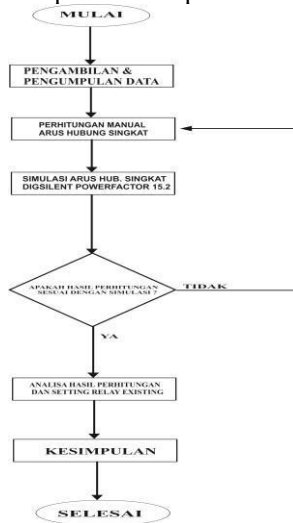 MULAI
PENGAMBILAN &
PENGUMPULAN DATA
PERHITUNGAN MANUAL
ARUS HUBUNG SINGKAT
SIMULASI ARUS HUB. SINGKAT
DIGSILENT POWERFACTOR 15.2
APAKAH HASIL PERHITUNGAN
SESUAI DENGAN SIMULASI ?
TIDAK
YA
ANALISA HASIL PERHITUNGAN
DAN SETTING RELAY EXISTING
KESIMPULAN
SELESAI